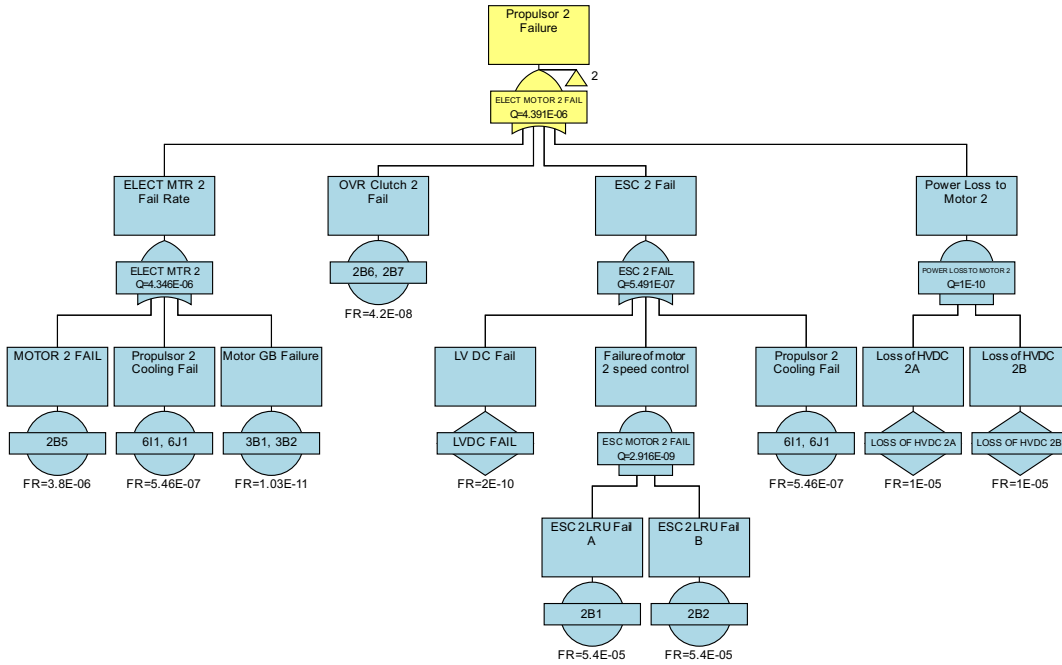 Propulsor 2
Failure
2
ELECT MOTOR 2 FAIL
Q=4.391E-06
ELECT MTR 2
Fail Rate
OVR Clutch 2
Fail
ESC 2 Fail
Power Loss to
Motor 2
ELECT MTR 2
Q=4.346E-06
2B6, 2B7
FR=4.2E-08
ESC 2 FAIL
Q=5.491E-07
POWER LOSS TO MOTOR 2
Q=1E-10
MOTOR 2 FAIL
Propulsor 2
Cooling Fail
Motor GB Failure
LV DC Fail
Failure of motor
2 speed control
Propulsor 2
Cooling Fail
Loss of HVDC
2A
Loss of HVDC
2B
2B5
FR=3.8E-06
6I1, 6J1
FR=5.46E-07
3B1, 3B2
FR=1.03E-11
LVDC FAIL
FR=2E-10
ESC MOTOR 2 FAIL
Q=2.916E-09
6I1, 6J1
FR=5.46E-07
LOSS OF HVDC 2A
FR=1E-05
LOSS OF HVDC 2B
FR=1E-05
ESC 2 LRU Fail
A
ESC 2 LRU Fail
B
2B1
FR=5.4E-05
2B2
FR=5.4E-05